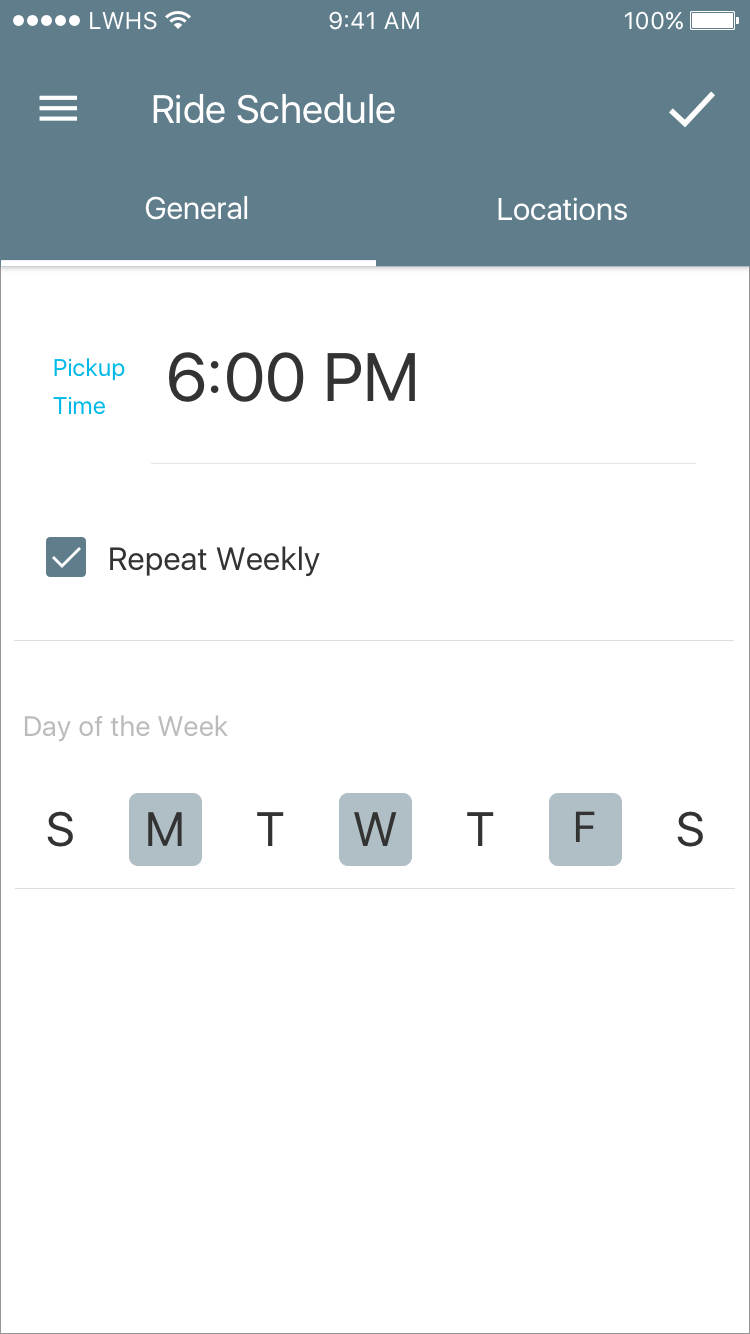 LWHS 9:41 AM 100%
Ride Schedule
General Locations
Pickup
Time
6:00 PM
Repeat Weekly
Day of the Week
S M T W T F S